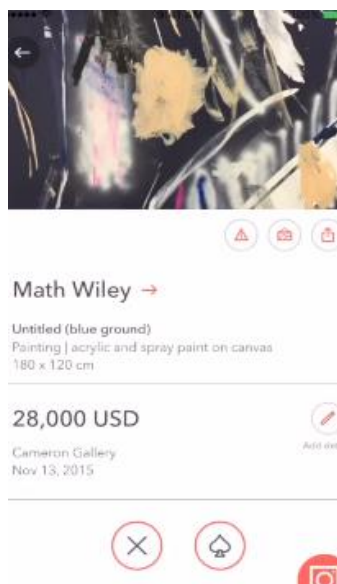 Math Wiley →
Untitled (blue ground)
Painting | acrylic and spray paint on canvas
180 x 120 cm
28,000 USD
Cameron Gallery
Add
Nov 13, 2015